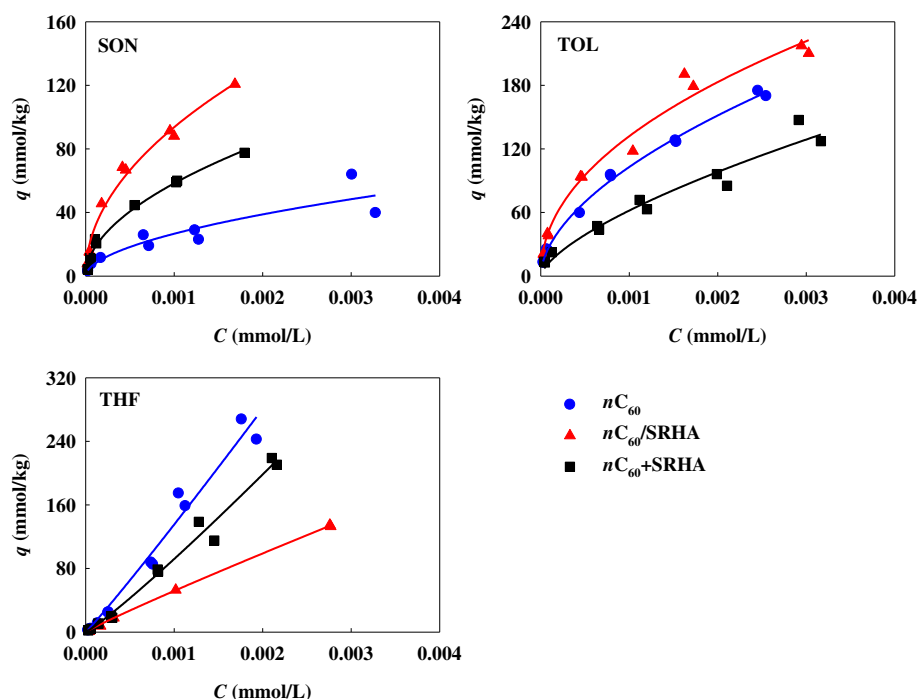 160
120
80
40
0
q (mmol/kg)
SON
0.000 0.001 0.002 0.003 0.004
C (mmol/L)
240
180
120
60
0
q (mmol/kg)
TOL
0.000 0.001 0.002 0.003 0.004
C (mmol/L)
320
240
160
80
0
q (mmol/kg)
THF
0.000 0.001 0.002 0.003 0.004
C (mmol/L)
nC₆₀
nC₆₀/SRHA
nC₆₀+SRHA